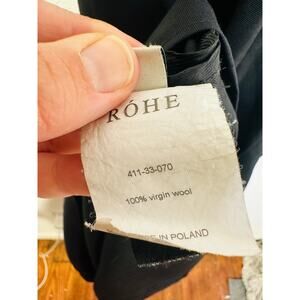 RÓHE
411-33-070
100% virgin wool
IN POLAND